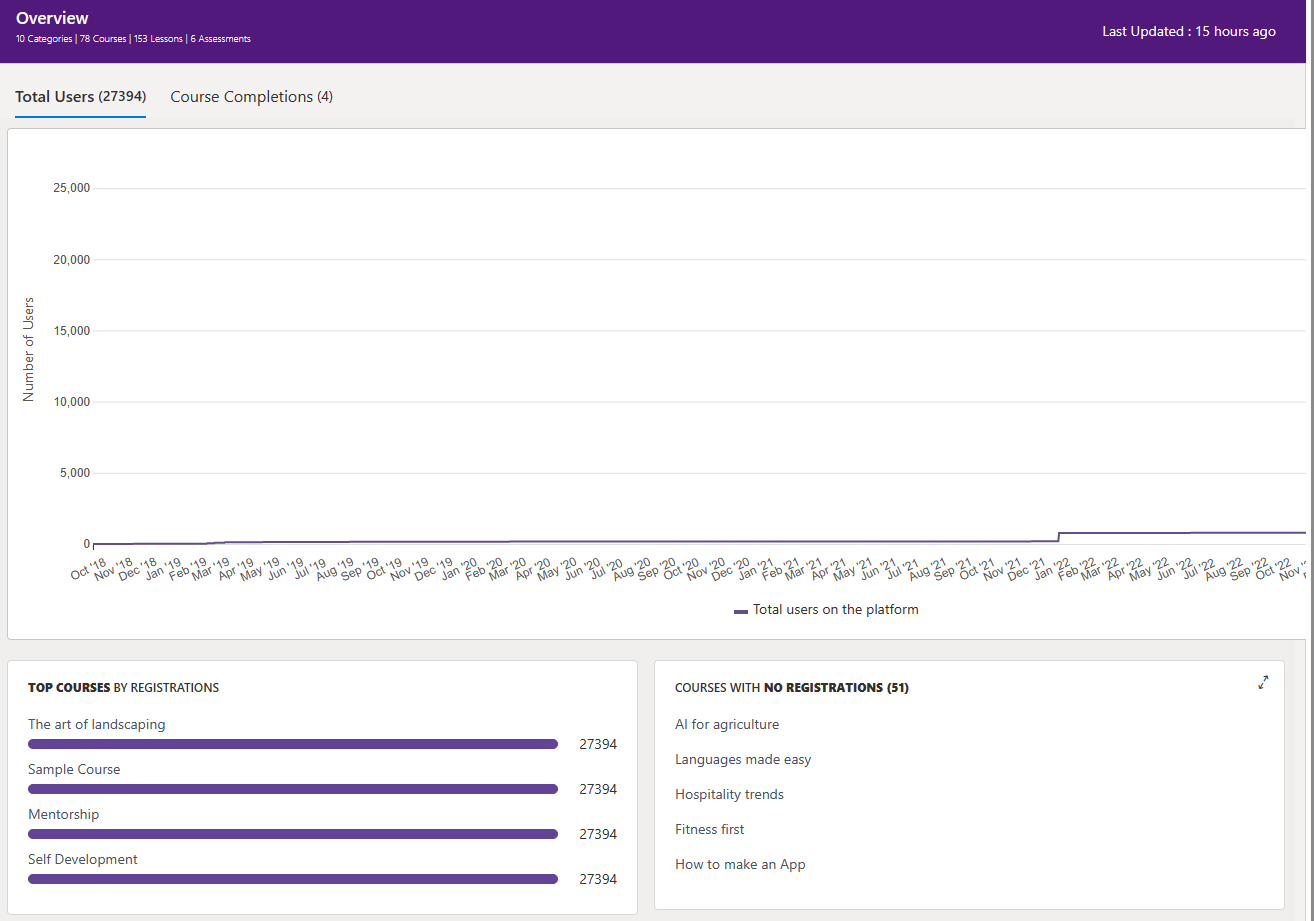 Overview
10 Categories | 78 Courses | 153 Lessons | 6 Assessments
Last Updated : 15 hours ago
Total Users (27394) Course Completions (4)
Number of Users
25,000
20,000
15,000
10,000
5,000
0
Oct '18 Nov '18 Dec '18 Jan '19 Feb '19 Mar '19 Apr '19 May '19 Jun '19 Jul '19 Aug '19 Sep '19 Oct '19 Nov '19 Dec '19 Jan '20 Feb '20 Mar '20 Apr '20 May '20 Jun '20 Jul '20 Aug '20 Sep '20 Oct '20 Nov '20 Dec '20 Jan '21 Feb '21 Mar '21 Apr '21 May '21 Jun '21 Jul '21 Aug '21 Sep '21 Oct '21 Nov '21 Dec '21 Jan '22 Feb '22 Mar '22 Apr '22 May '22 Jun '22 Jul '22 Aug '22 Sep '22 Oct '22 Nov
Total users on the platform
TOP COURSES BY REGISTRATIONS
The art of landscaping
27394
Sample Course
27394
Mentorship
27394
Self Development
27394
COURSES WITH NO REGISTRATIONS (51)
AI for agriculture
Languages made easy
Hospitality trends
Fitness first
How to make an App